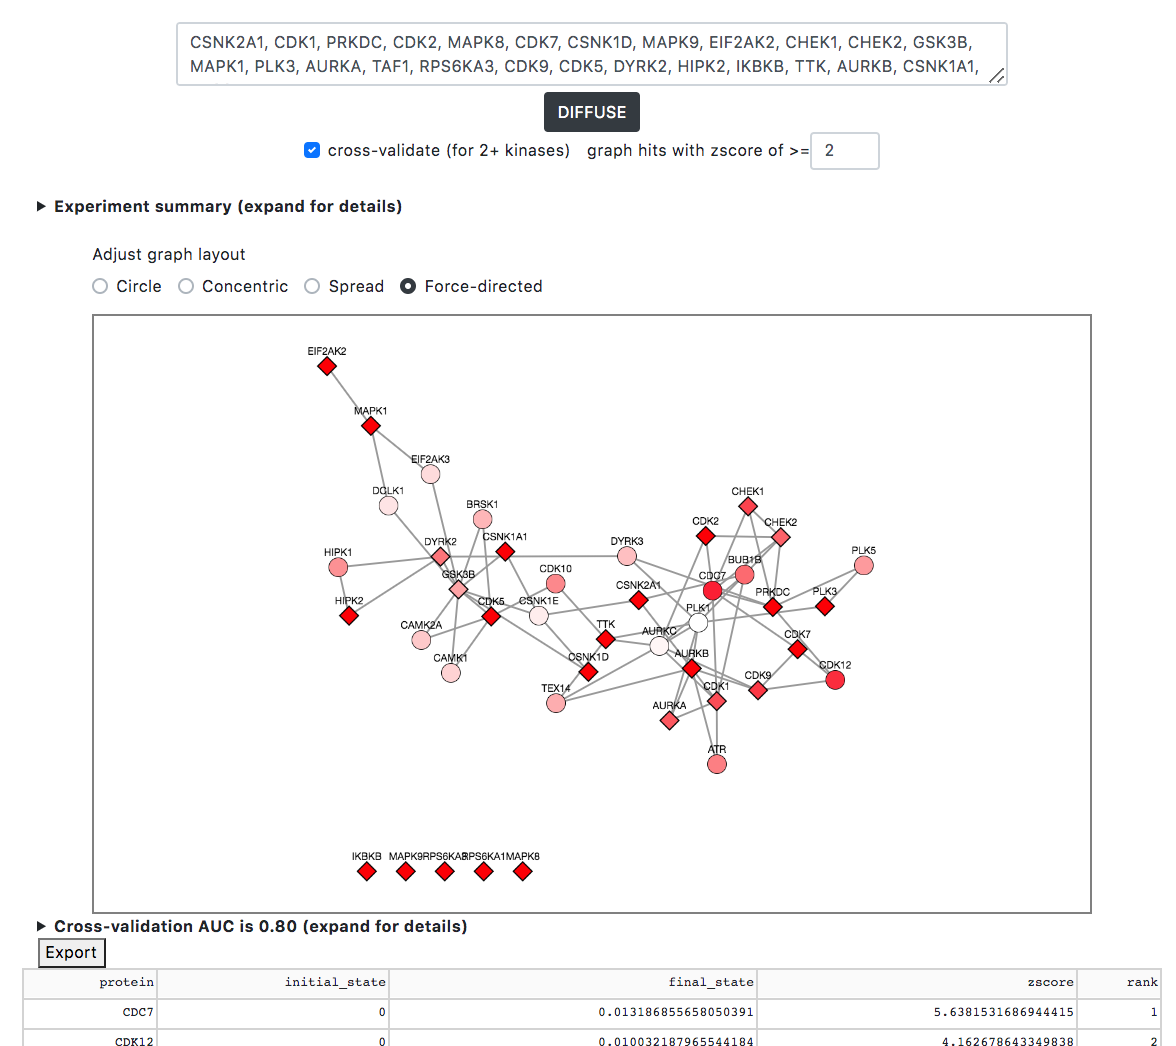 CSNK2A1, CDK1, PRKDC, CDK2, MAPK8, CDK7, CSNK1D, MAPK9, EIF2AK2, CHEK1, CHEK2, GSK3B,
MAPK1, PLK3, AURKA, TAF1, RPS6KA3, CDK9, CDK5, DYRK2, HIPK2, IKBKB, TTK, AURKB, CSNK1A1,
DIFFUSE
cross-validate (for 2+ kinases) graph hits with zscore of >= 2
Experiment summary (expand for details)
Adjust graph layout
Circle Concentric Spread Force-directed
EIF2AK2
MAPK1
EIF2AK3
DCLK1
CHEK1
BRSK1
CDK2
CHEK2
DYRK2
CSNK1A1
DYRK3
HIPK1
PLK5
BUB1B
CDK10
GSK3B
CDC7
CSNK2A1
PRKDC
PLK3
HIPK2
CDK5
CSNK1E
PLK1
CAMK2A
TTK
AURKC
CDK7
CAMK1
CSNK1D
AURKB
CDK12
CDK9
TEX14
CDK1
AURKA
ATR
IKBKB MAPK9 RPS6KA3 RPS6KA1 MAPK8
Cross-validation AUC is 0.80 (expand for details)
Export
protein initial_state final_state zscore rank
CDC7 0 0.013186855658050391 5.6381531686944415 1
CDK12 0 0.010032187965544184 4.162678643349838 2